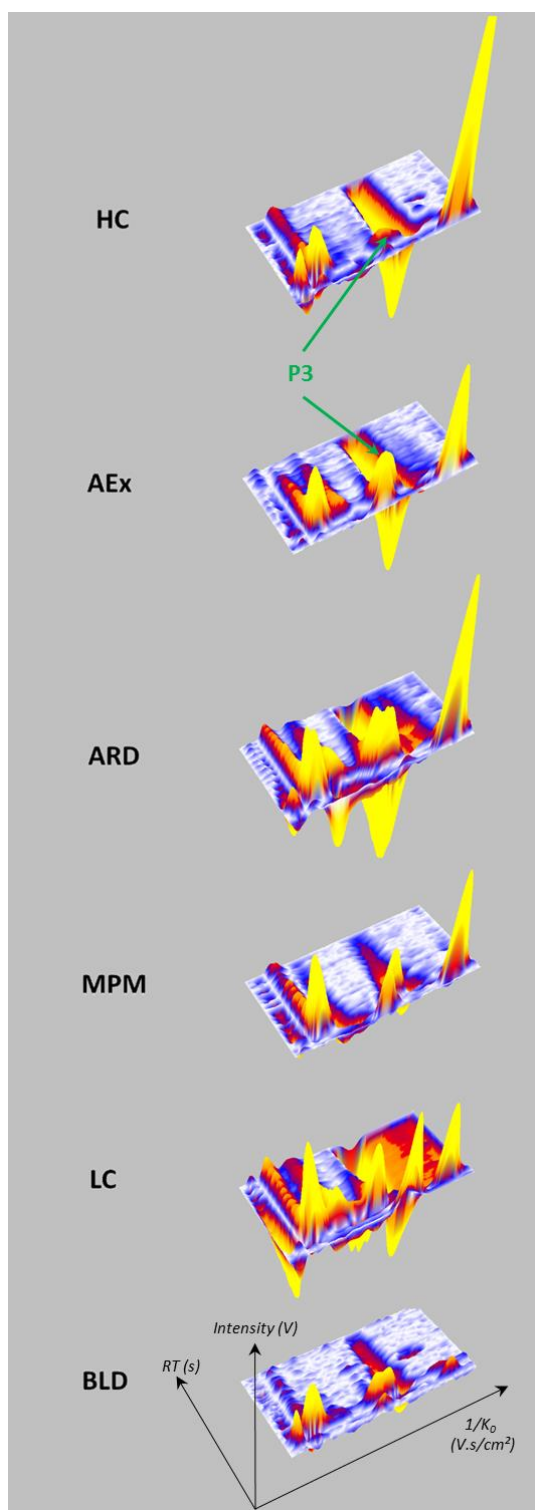 HC
P3
AEx
ARD
MPM
LC
Intensity (V)
RT (s)
BLD
1/K₀
(V.s/cm²)